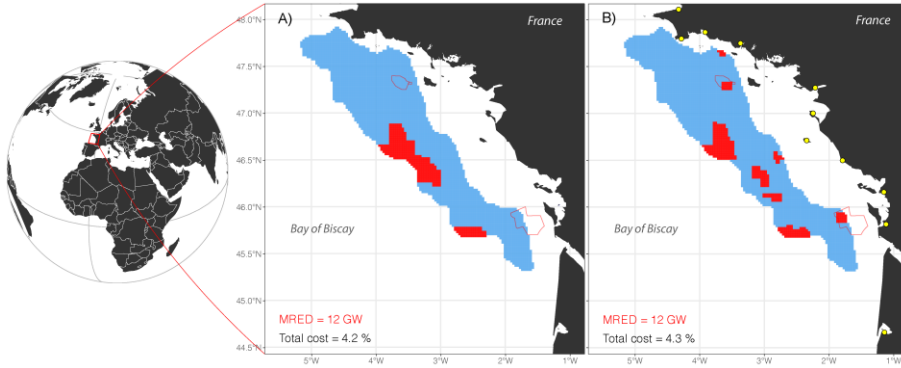 A)
France
48.0°N
47.5°N
47.0°N
46.5°N
46.0°N
45.5°N
45.0°N
44.5°N
Bay of Biscay
MRED = 12 GW
Total cost = 4.2 %
5°W
4°W
3°W
2°W
1°W
B)
France
Bay of Biscay
MRED = 12 GW
Total cost = 4.3 %
5°W
4°W
3°W
2°W
1°W